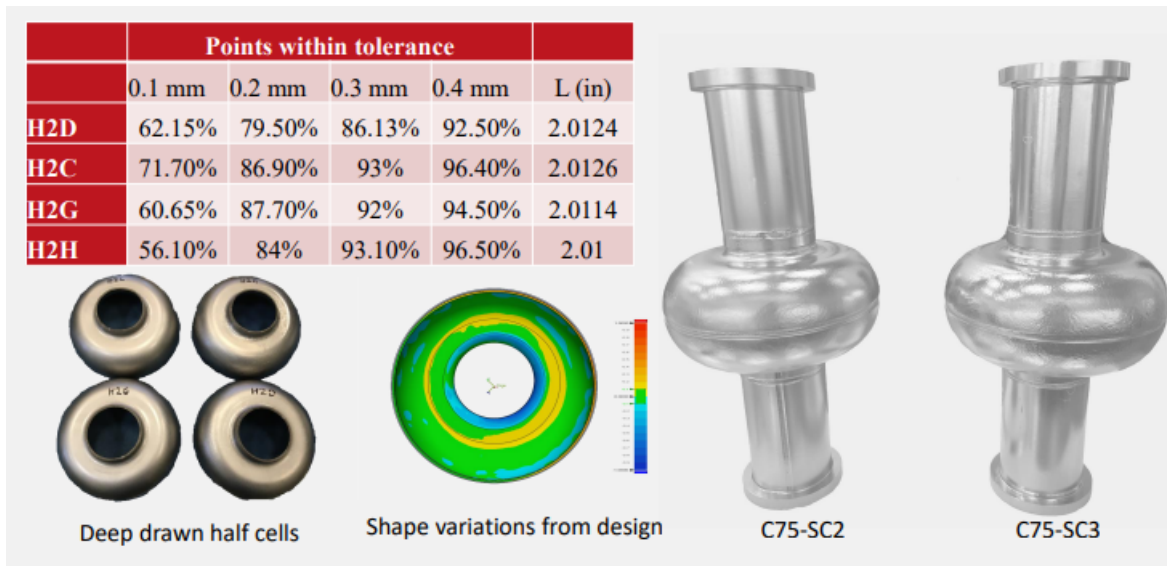 Points within tolerance
0.1 mm 0.2 mm 0.3 mm 0.4 mm L (in)
H2D 62.15% 79.50% 86.13% 92.50% 2.0124
H2C 71.70% 86.90% 93% 96.40% 2.0126
H2G 60.65% 87.70% 92% 94.50% 2.0114
H2H 56.10% 84% 93.10% 96.50% 2.01
H2G H2D
Deep drawn half cells
Shape variations from design
C75-SC2
C75-SC3